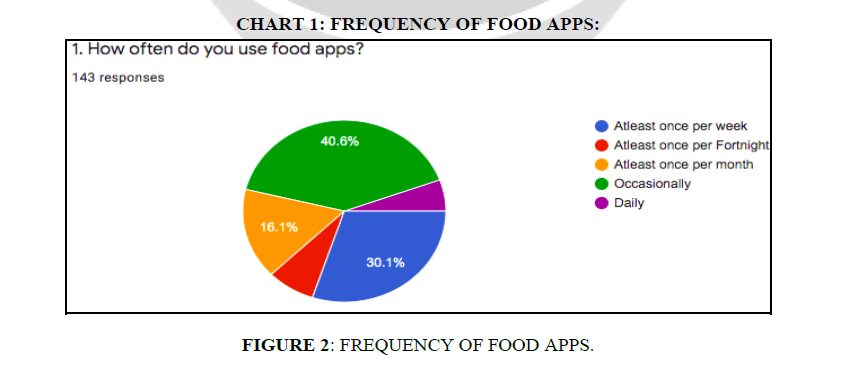 CHART 1: FREQUENCY OF FOOD APPS:
1. How often do you use food apps?
143 responses
40.6%
16.1%
30.1%
Atleast once per week
Atleast once per Fortnight
Atleast once per month
Occasionally
Daily
FIGURE 2: FREQUENCY OF FOOD APPS.